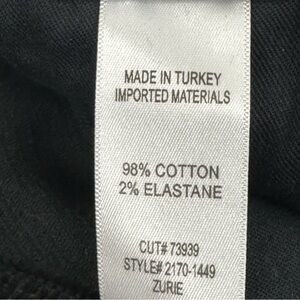 MADE IN TURKEY
IMPORTED MATERIALS
98% COTTON
2% ELASTANE
CUT# 73939
STYLE# 2170-1449
ZURIE